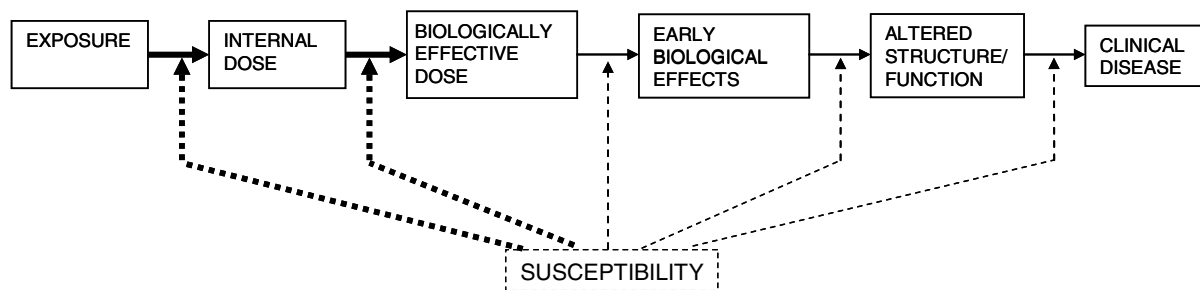 EXPOSURE
INTERNAL
DOSE
BIOLOGICALLY
EFFECTIVE
DOSE
EARLY
BIOLOGICAL
EFFECTS
ALTERED
STRUCTURE/
FUNCTION
CLINICAL
DISEASE
SUSCEPTIBILITY